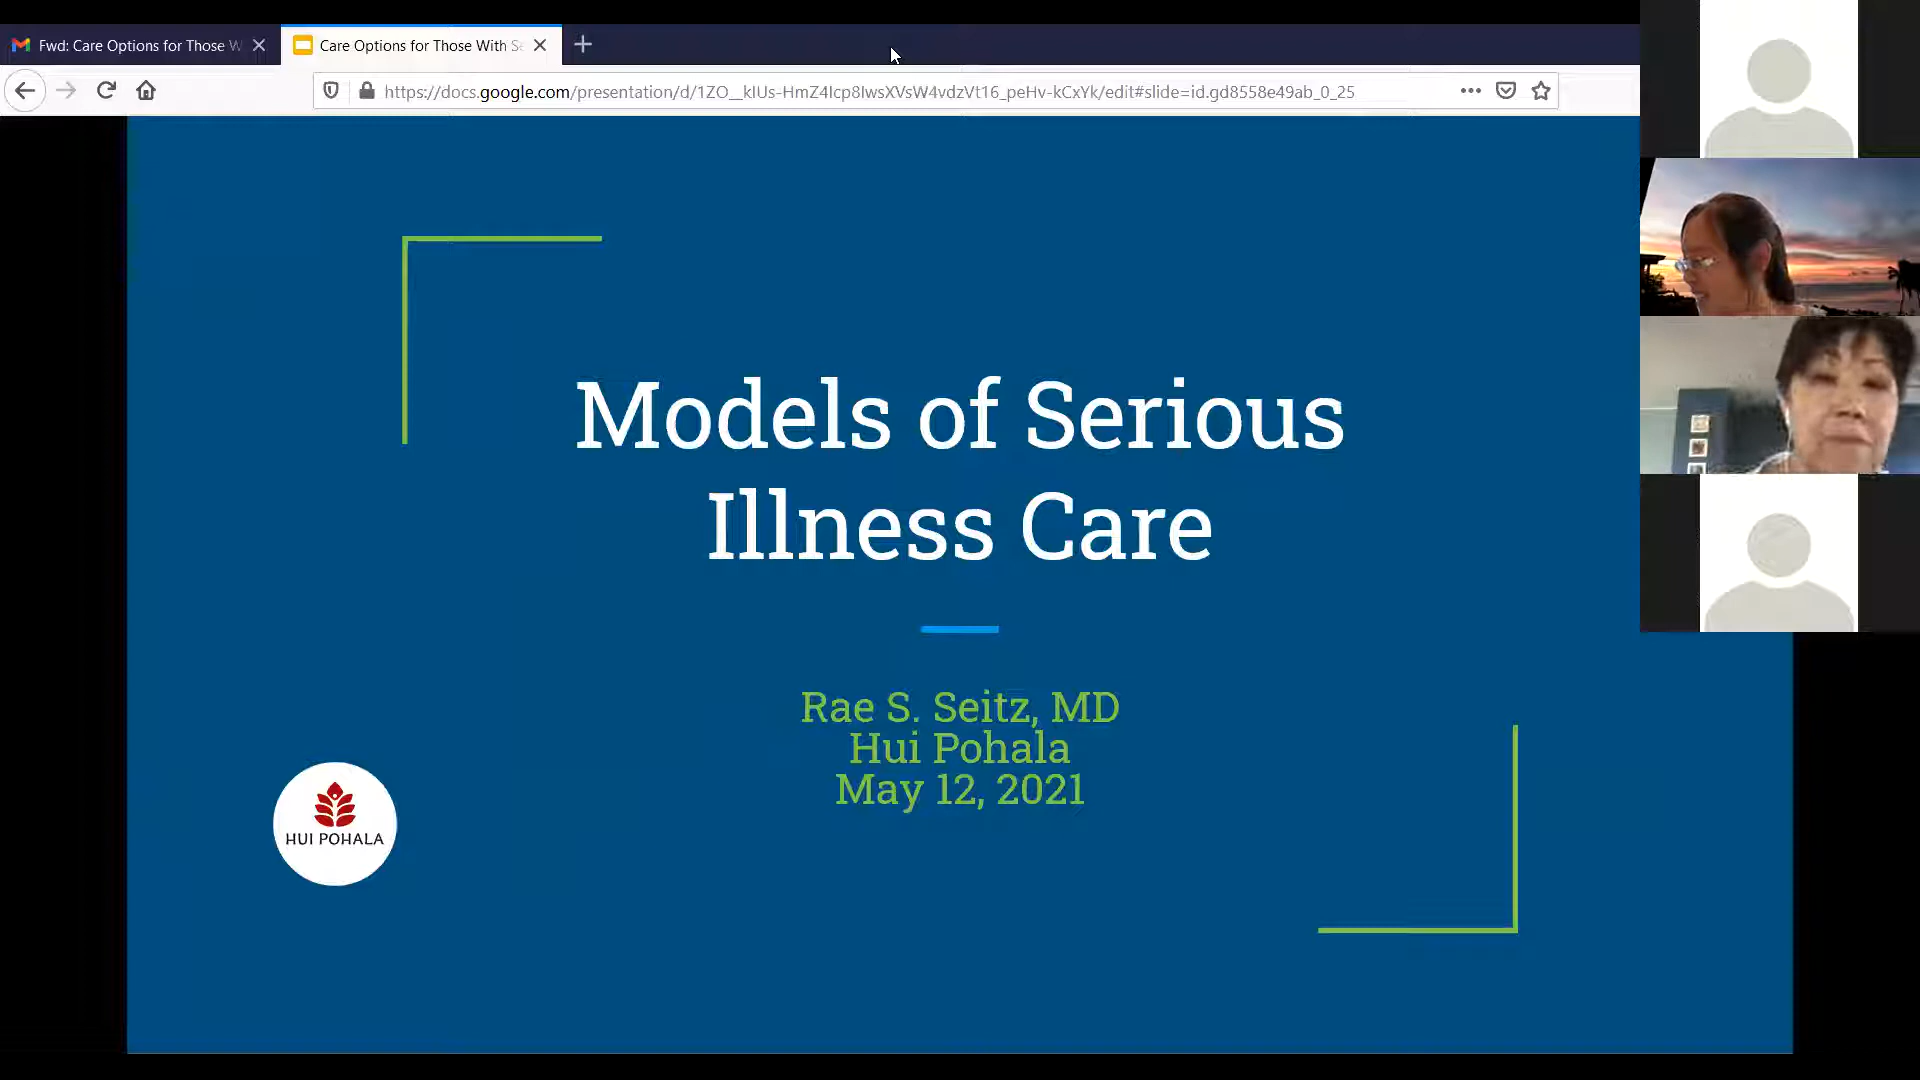 Fwd: Care Options for Those W
Care Options for Those With Se
https://docs.google.com/presentation/d/1ZO__kIUs-HmZ4Icp8IwsXVsW4vdzVt16_peHv-kCxYk/edit#slide=id.gd8558e49ab_0_25
Models of Serious
Illness Care
Rae S. Seitz, MD
Hui Pohala
May 12, 2021
HUI POHALA